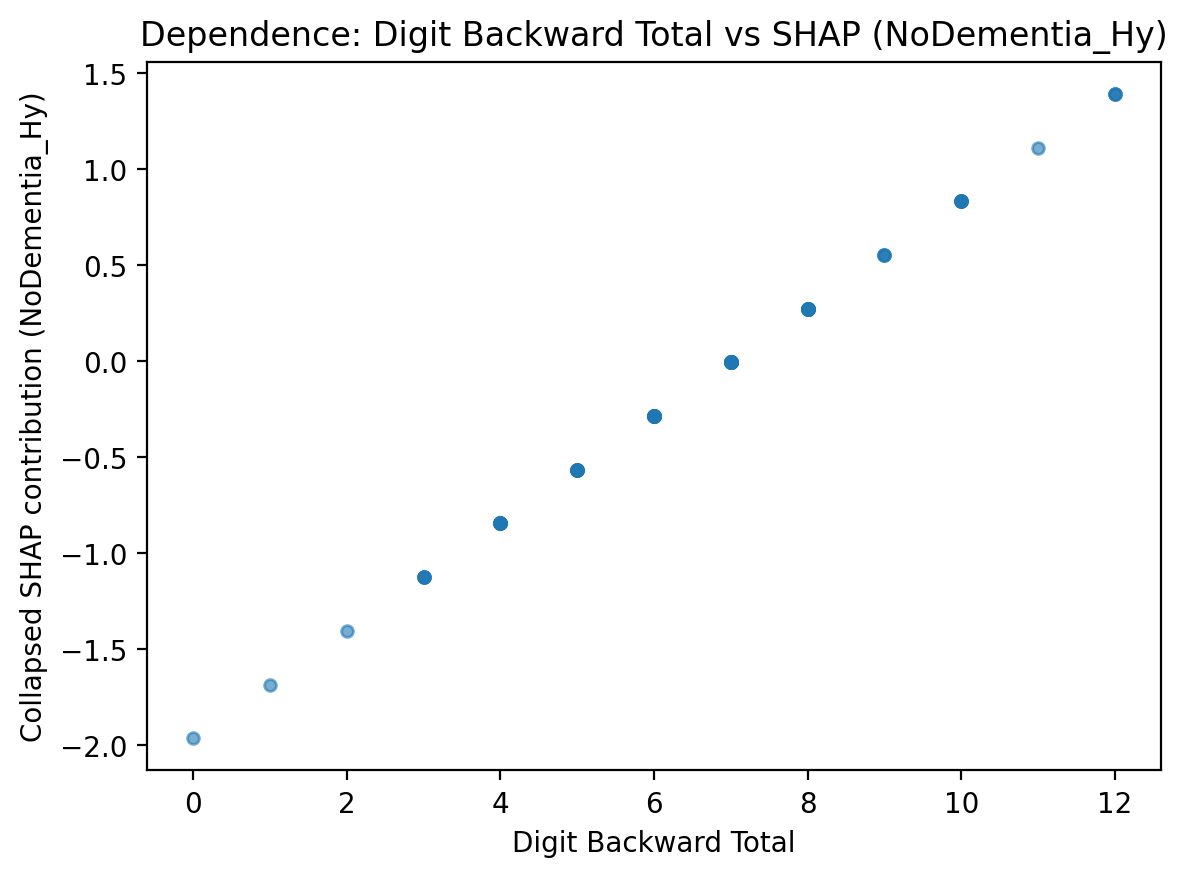 Dependence: Digit Backward Total vs SHAP (NoDementia_Hy)
Collapsed SHAP contribution (NoDementia_Hy)
1.5
1.0
0.5
0.0
−0.5
−1.0
−1.5
−2.0
0 2 4 6 8 10 12
Digit Backward Total